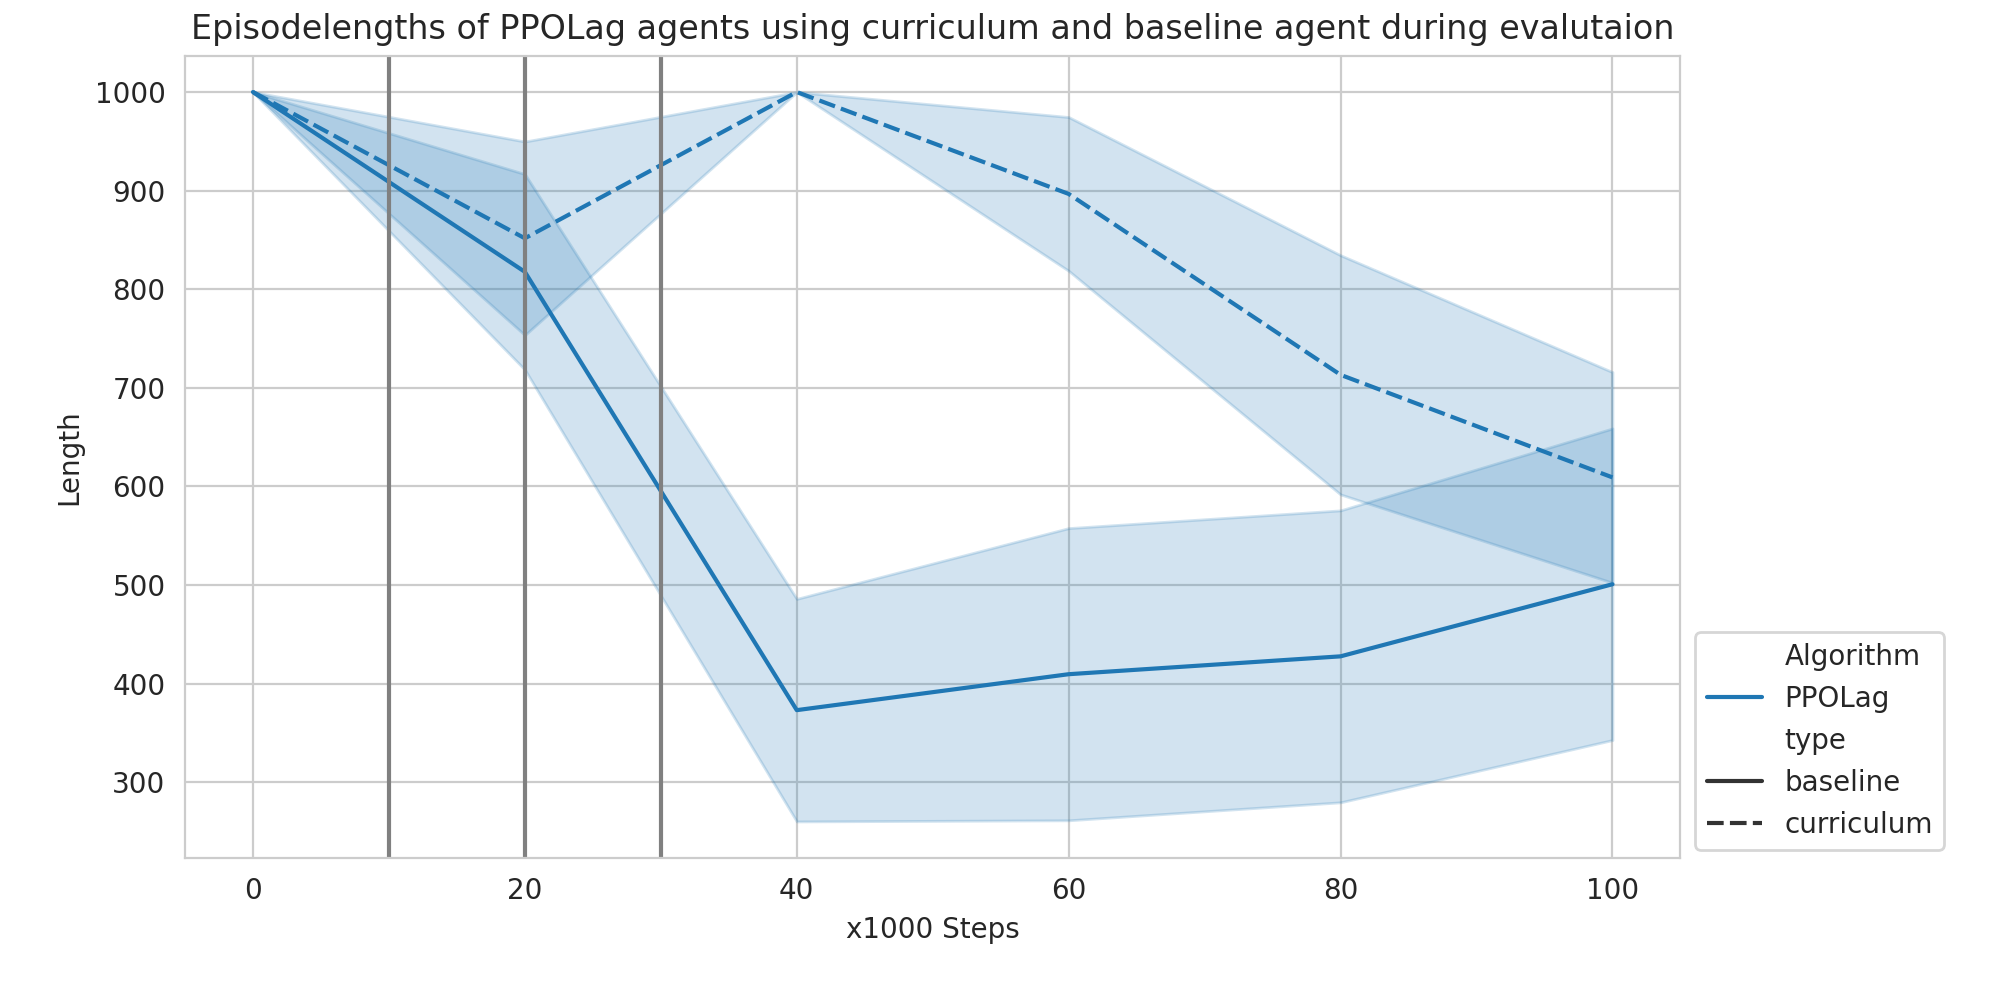 Episodelengths of PPOLag agents using curriculum and baseline agent during evalutaion
1000
900
800
700
600
500
400
300
Length
0 20 40 60 80 100
x1000 Steps
Algorithm
PPOLag
type
baseline
curriculum